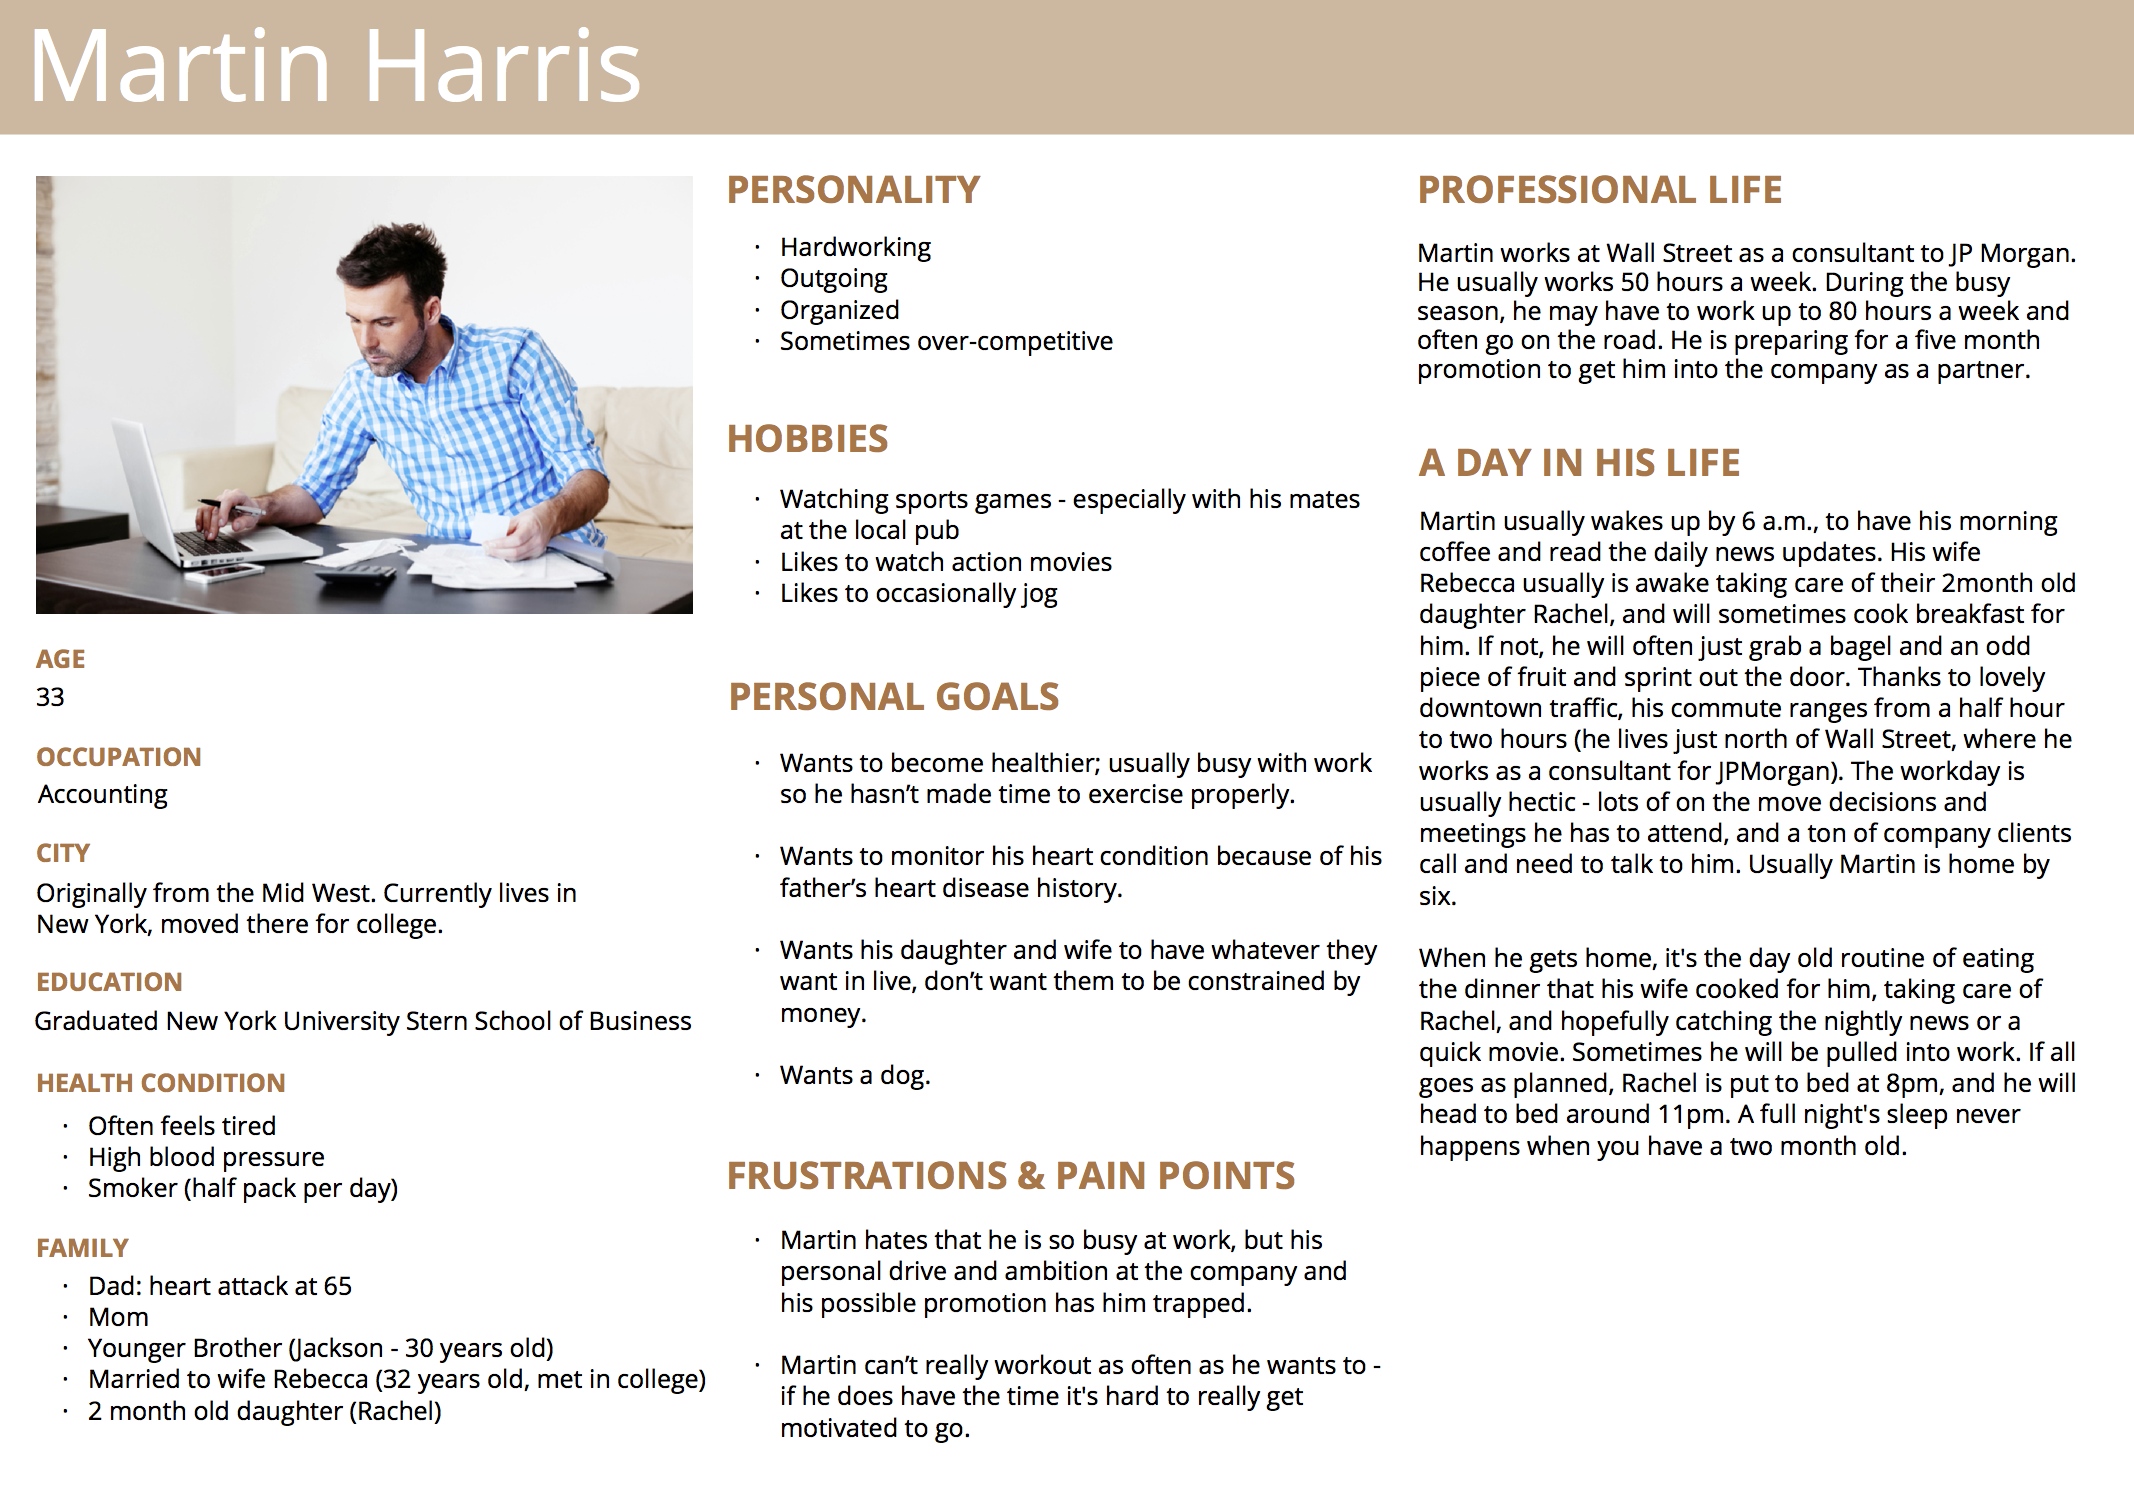 Martin Harris
AGE
33
OCCUPATION
Accounting
CITY
Originally from the Mid West. Currently lives in
New York, moved there for college.
EDUCATION
Graduated New York University Stern School of Business
HEALTH CONDITION
· Often feels tired
· High blood pressure
· Smoker (half pack per day)
FAMILY
· Dad: heart attack at 65
· Mom
· Younger Brother (Jackson - 30 years old)
· Married to wife Rebecca (32 years old, met in college)
· 2 month old daughter (Rachel)
PERSONALITY
· Hardworking
· Outgoing
· Organized
· Sometimes over-competitive
HOBBIES
· Watching sports games - especially with his mates
at the local pub
· Likes to watch action movies
· Likes to occasionally jog
PERSONAL GOALS
· Wants to become healthier; usually busy with work
so he hasn’t made time to exercise properly.
· Wants to monitor his heart condition because of his
father’s heart disease history.
· Wants his daughter and wife to have whatever they
want in live, don’t want them to be constrained by
money.
· Wants a dog.
FRUSTRATIONS & PAIN POINTS
· Martin hates that he is so busy at work, but his
personal drive and ambition at the company and
his possible promotion has him trapped.
· Martin can’t really workout as often as he wants to -
if he does have the time it's hard to really get
motivated to go.
PROFESSIONAL LIFE
Martin works at Wall Street as a consultant to JP Morgan.
He usually works 50 hours a week. During the busy
season, he may have to work up to 80 hours a week and
often go on the road. He is preparing for a five month
promotion to get him into the company as a partner.
A DAY IN HIS LIFE
Martin usually wakes up by 6 a.m., to have his morning
coffee and read the daily news updates. His wife
Rebecca usually is awake taking care of their 2month old
daughter Rachel, and will sometimes cook breakfast for
him. If not, he will often just grab a bagel and an odd
piece of fruit and sprint out the door. Thanks to lovely
downtown traffic, his commute ranges from a half hour
to two hours (he lives just north of Wall Street, where he
works as a consultant for JPMorgan). The workday is
usually hectic - lots of on the move decisions and
meetings he has to attend, and a ton of company clients
call and need to talk to him. Usually Martin is home by
six.
When he gets home, it's the day old routine of eating
the dinner that his wife cooked for him, taking care of
Rachel, and hopefully catching the nightly news or a
quick movie. Sometimes he will be pulled into work. If all
goes as planned, Rachel is put to bed at 8pm, and he will
head to bed around 11pm. A full night's sleep never
happens when you have a two month old.